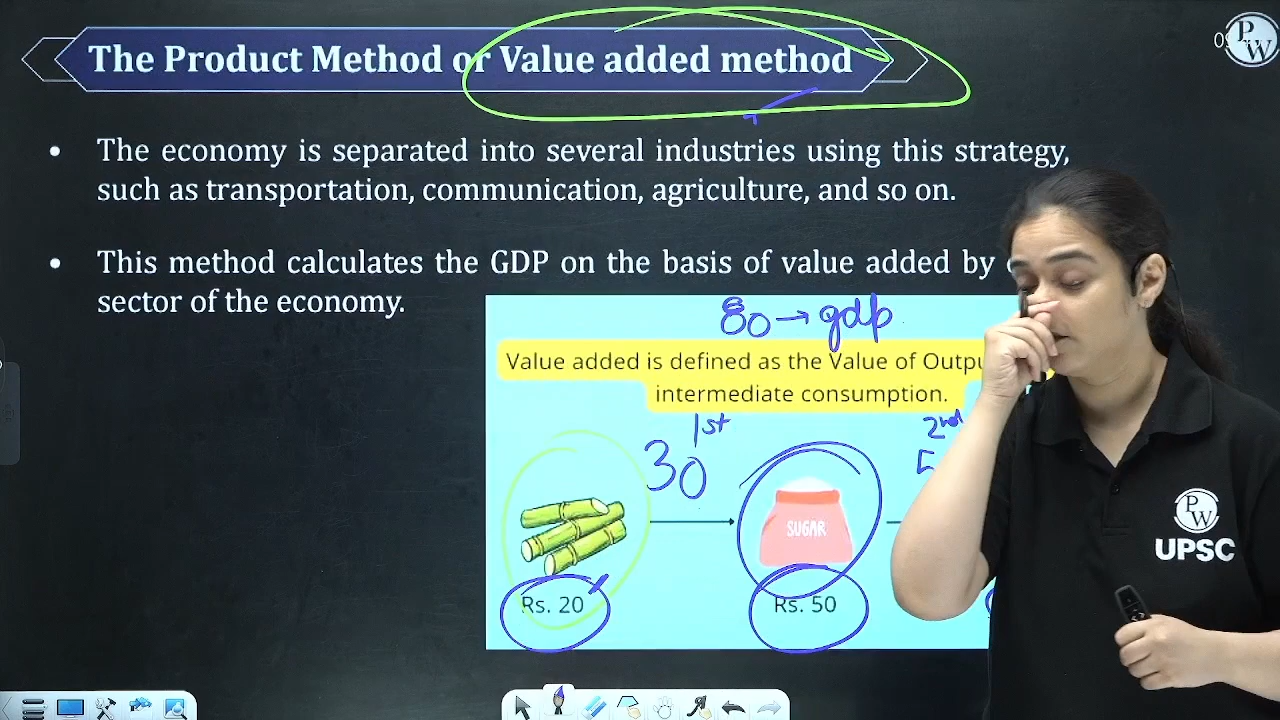 The Product Method or Value added method
PW
• The economy is separated into several industries using this strategy,
such as transportation, communication, agriculture, and so on.
• This method calculates the GDP on the basis of value added by
sector of the economy.
80 → gdp
Value added is defined as the Value of
intermediate consumption.
1st
2nd
30
5
SUGAR
Rs. 20
Rs. 50
PW
UPSC